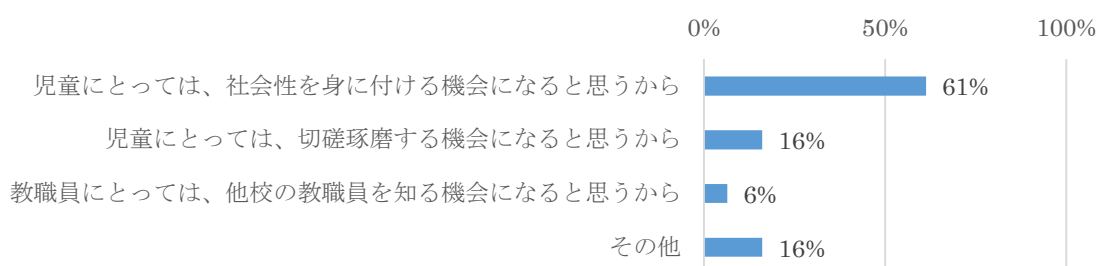 0% 50% 100%
児童にとっては、社会性を身に付ける機会になると思うから 61%
児童にとっては、切磋琢磨する機会になると思うから 16%
教職員にとっては、他校の教職員を知る機会になると思うから 6%
その他 16%